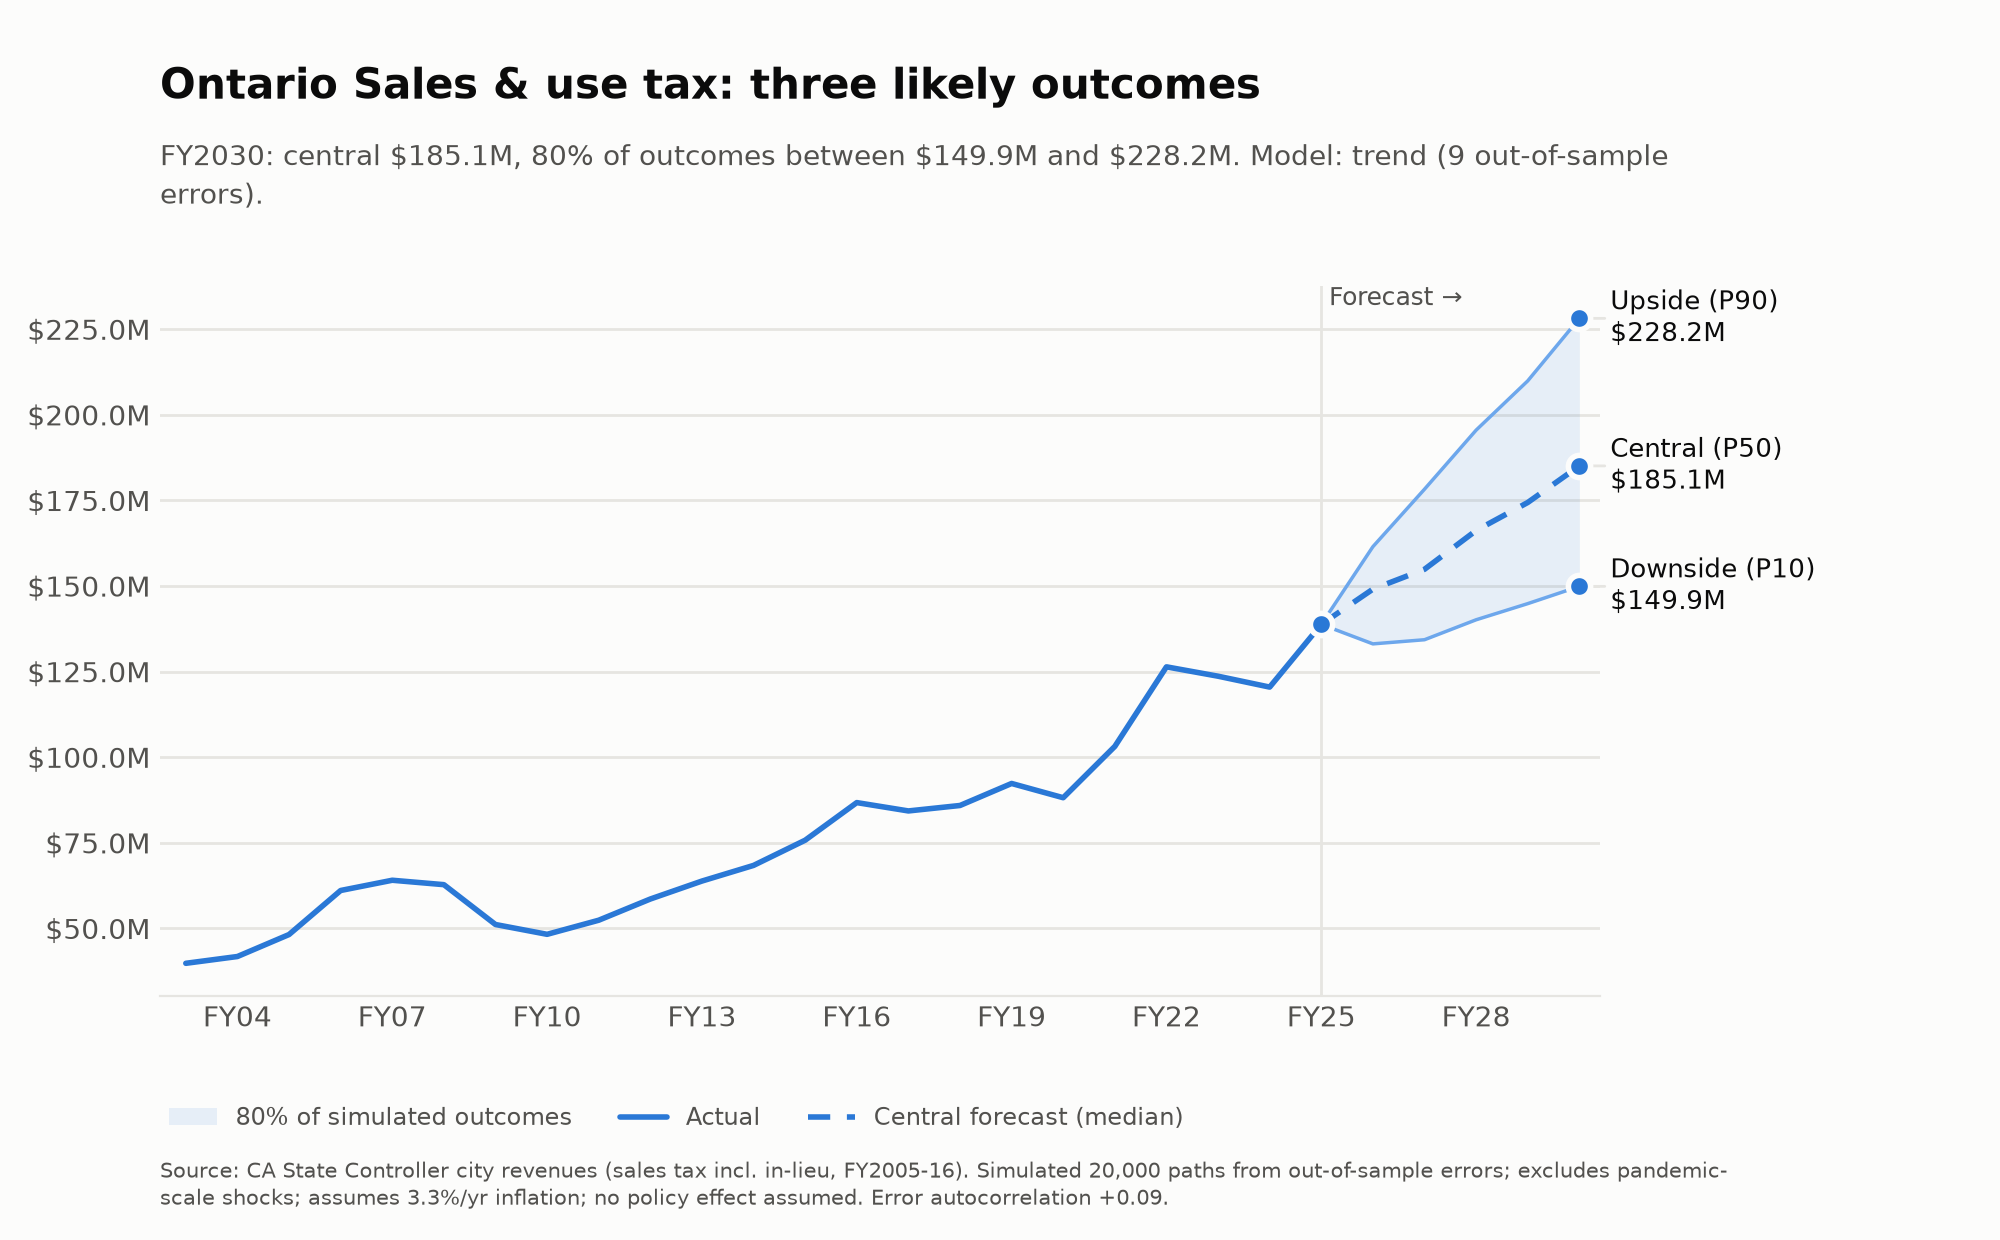 Ontario Sales & use tax: three likely outcomes
FY2030: central $185.1M, 80% of outcomes between $149.9M and $228.2M. Model: trend (9 out-of-sample
errors).
Forecast →
Upside (P90)
$228.2M
Central (P50)
$185.1M
Downside (P10)
$149.9M
$225.0M
$200.0M
$175.0M
$150.0M
$125.0M
$100.0M
$75.0M
$50.0M
FY04 FY07 FY10 FY13 FY16 FY19 FY22 FY25 FY28
80% of simulated outcomes Actual Central forecast (median)
Source: CA State Controller city revenues (sales tax incl. in-lieu, FY2005-16). Simulated 20,000 paths from out-of-sample errors; excludes pandemic-
scale shocks; assumes 3.3%/yr inflation; no policy effect assumed. Error autocorrelation +0.09.